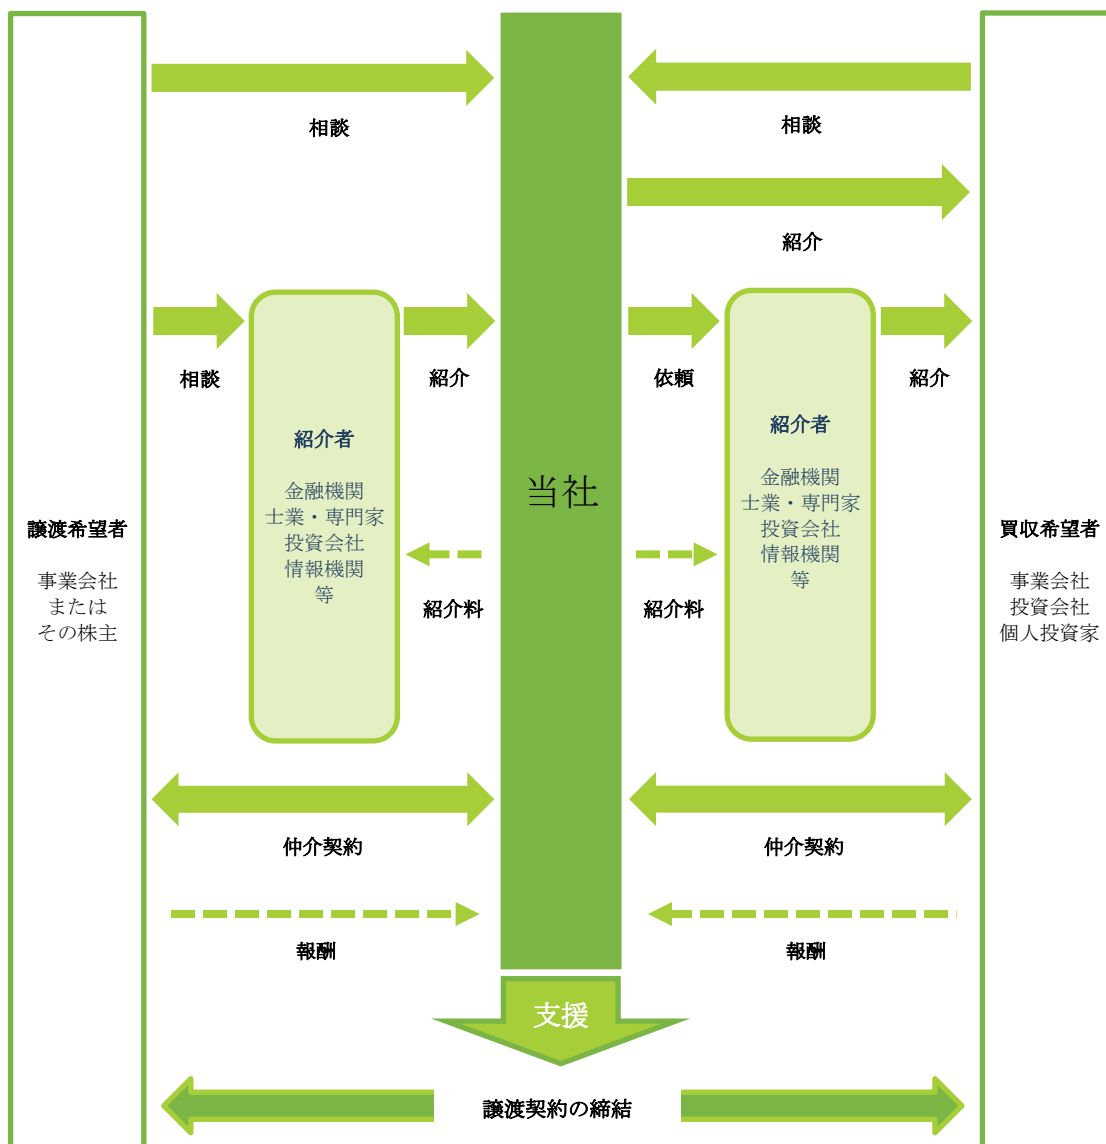 相談
相談
紹介
相談
紹介
依頼
紹介
紹介者
金融機関
士業・専門家
投資会社
情報機関
等
紹介者
金融機関
士業・専門家
投資会社
情報機関
等
当社
譲渡希望者
事業会社
または
その株主
買収希望者
事業会社
投資会社
個人投資家
紹介料
紹介料
仲介契約
仲介契約
報酬
報酬
支援
譲渡契約の締結